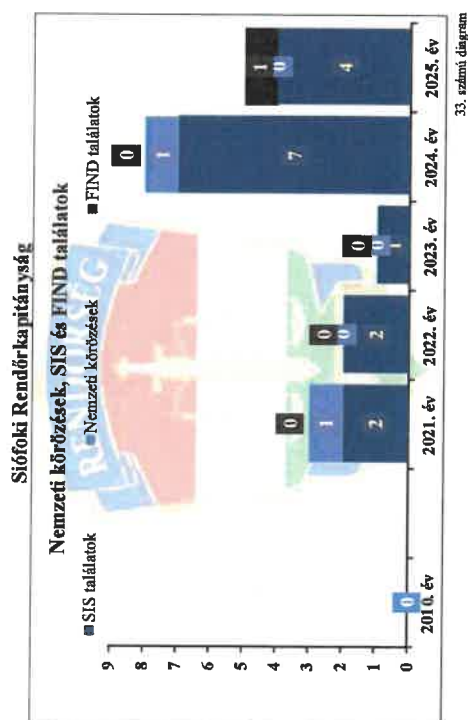 Siófoki Rendőrkapitányság
Nemzeti körözések, SIS és FIND találatok
SIS találatok Nemzeti körözések FIND találatok
RENDŐRSÉG
9
8
7
6
5
4
3
2
1
0
0
0 1 2
0 0 2
0 0 1
0 1 7
1 0 4
2010. év 2021. év 2022. év 2023. év 2024. év 2025. év
33. számú diagram